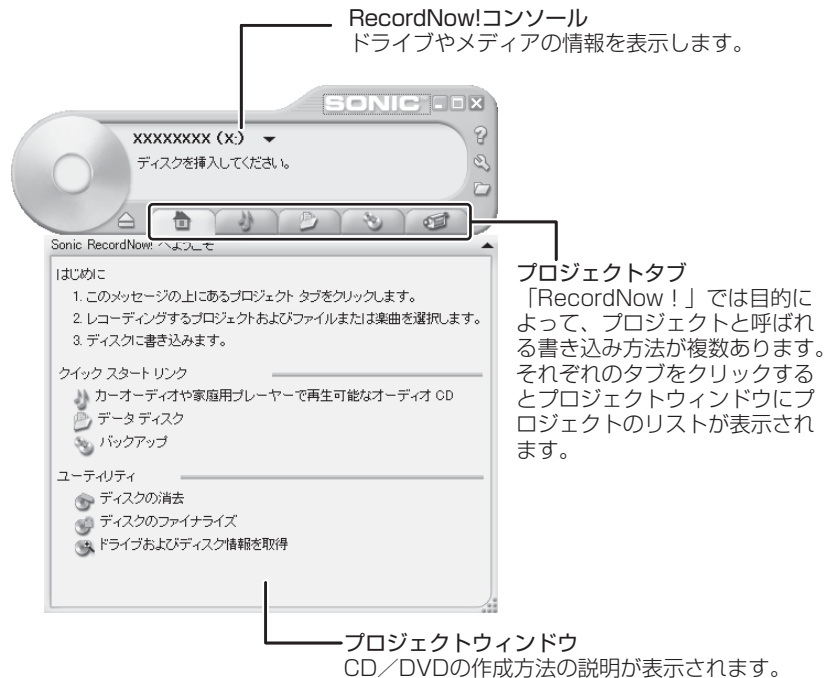 RecordNow!コンソール
ドライブやメディアの情報を表示します。
SONIC
XXXXXXXX (X:)
ディスクを挿入してください。
Sonic RecordNow! へようこそ
はじめに
1. このメッセージの上にあるプロジェクト タブをクリックします。
2. レコーディングするプロジェクトおよびファイルまたは楽曲を選択します。
3. ディスクに書き込みます。
クイック スタート リンク
カーオーディオや家庭用プレーヤーで再生可能なオーディオ CD
データ ディスク
バックアップ
ユーティリティ
ディスクの消去
ディスクのファイナライズ
ドライブおよびディスク情報を取得
プロジェクトタブ
「RecordNow！」では目的に
よって、プロジェクトと呼ばれ
る書き込み方法が複数あります。
それぞれのタブをクリックする
とプロジェクトウィンドウにプ
ロジェクトのリストが表示され
ます。
プロジェクトウィンドウ
CD／DVDの作成方法の説明が表示されます。